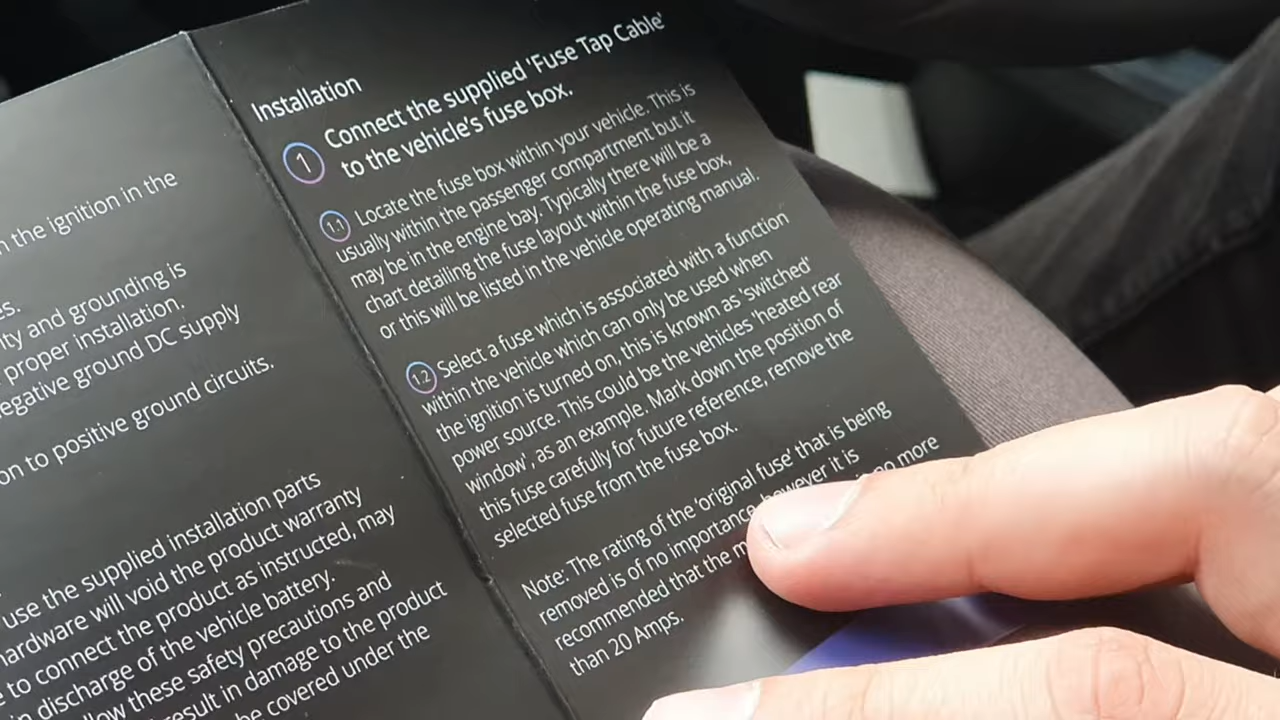 n the ignition in the
es.
ity and grounding is
proper installation.
egative ground DC supply
on to positive ground circuits.
use the supplied installation parts
hardware will void the product warranty
e to connect the product as instructed, may
in discharge of the vehicle battery.
llow these safety precautions and
result in damage to the product
be covered under the
Installation
1 Connect the supplied 'Fuse Tap Cable'
to the vehicle's fuse box.
1.1 Locate the fuse box within your vehicle. This is
usually within the passenger compartment but it
may be in the engine bay. Typically there will be a
chart detailing the fuse layout within the fuse box,
or this will be listed in the vehicle operating manual.
1.2 Select a fuse which is associated with a function
within the vehicle which can only be used when
the ignition is turned on, this is known as 'switched'
power source. This could be the vehicles 'heated rear
window', as an example. Mark down the position of
this fuse carefully for future reference, remove the
selected fuse from the fuse box.
Note: The rating of the 'original fuse' that is being
removed is of no importance, however it is
recommended that the m no more
than 20 Amps.